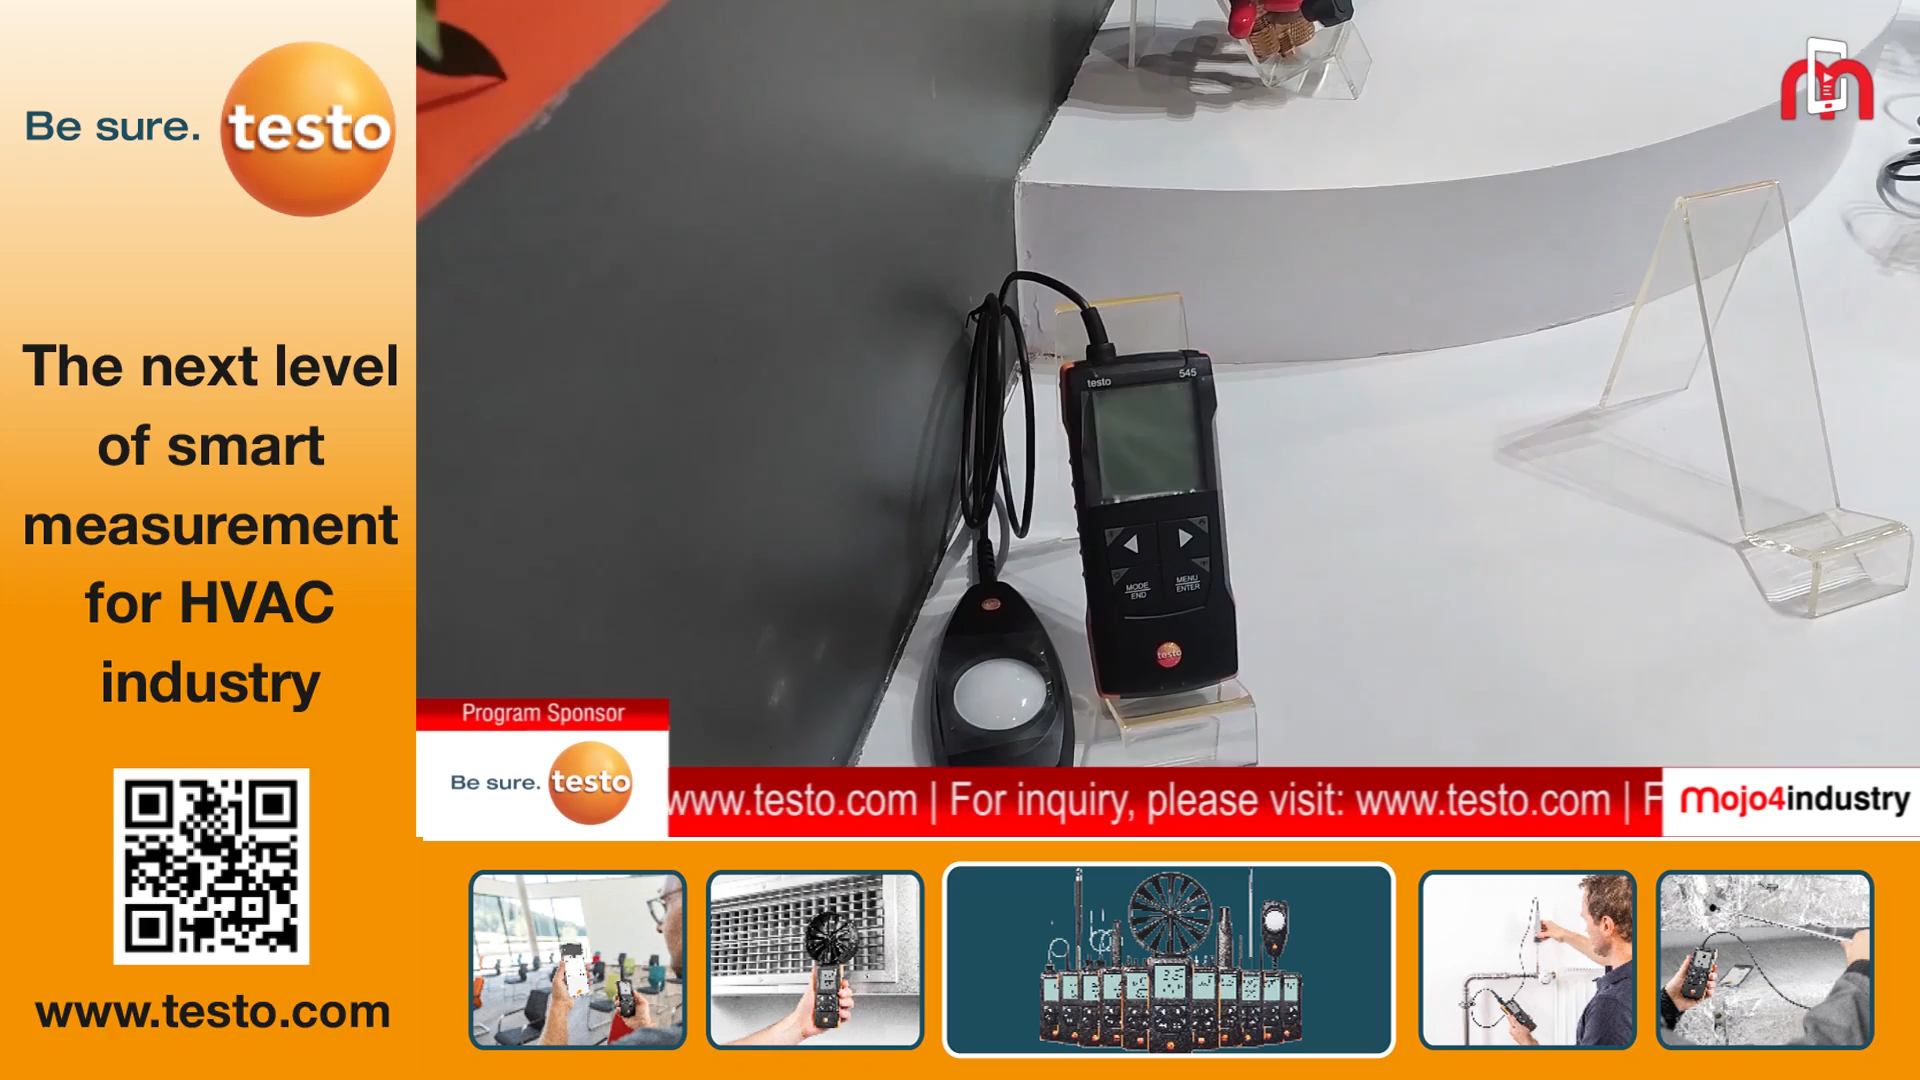 Be sure.
testo
The next level
of smart
measurement
for HVAC
industry
www.testo.com
testo
545
MODE
END
MENU
ENTER
testo
Program Sponsor
Be sure.
testo
www.testo.com | For inquiry, please visit: www.testo.com | F
mojo4industry